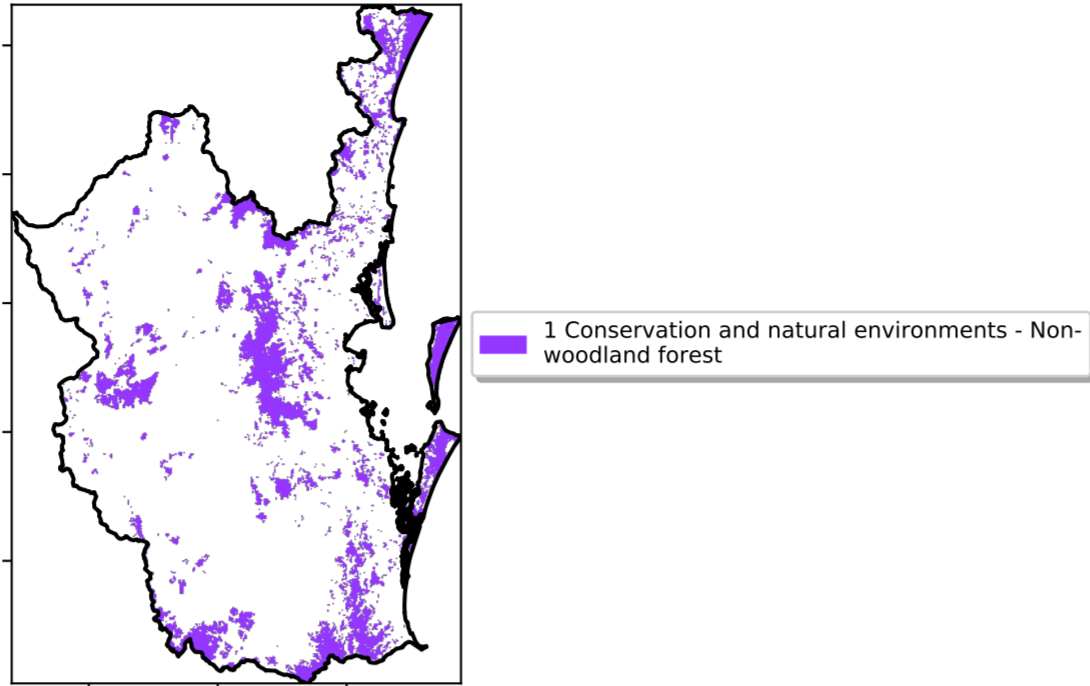 1 Conservation and natural environments - Non-
woodland forest